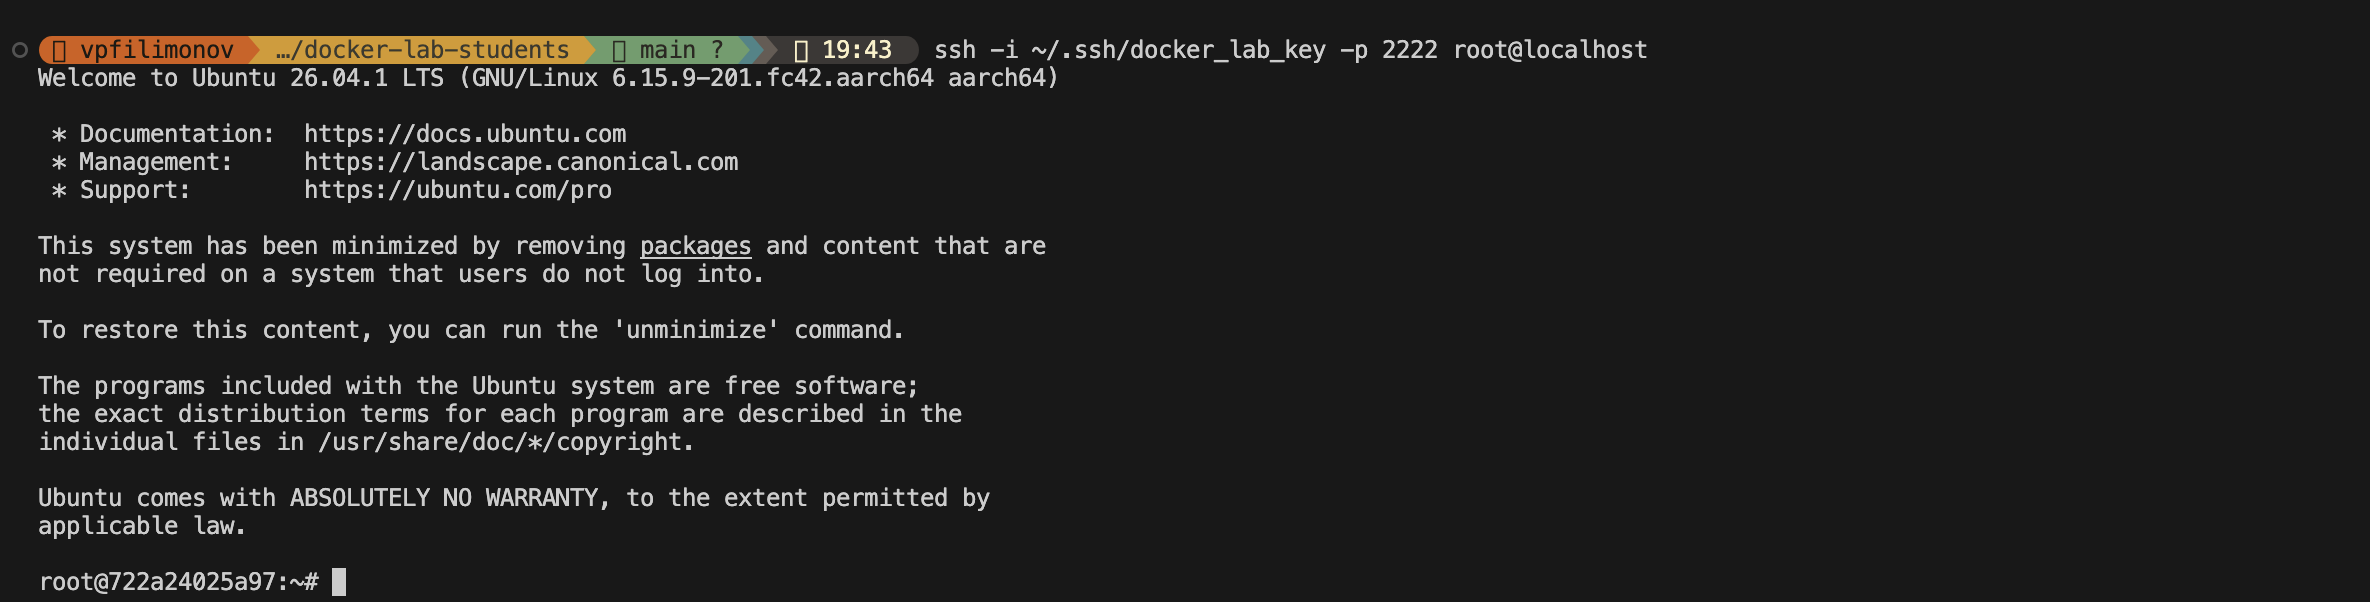 vpfilimonov …/docker-lab-students main ? 19:43 ssh -i ~/.ssh/docker_lab_key -p 2222 root@localhost
Welcome to Ubuntu 26.04.1 LTS (GNU/Linux 6.15.9-201.fc42.aarch64 aarch64)
* Documentation: https://docs.ubuntu.com
* Management: https://landscape.canonical.com
* Support: https://ubuntu.com/pro
This system has been minimized by removing packages and content that are
not required on a system that users do not log into.
To restore this content, you can run the 'unminimize' command.
The programs included with the Ubuntu system are free software;
the exact distribution terms for each program are described in the
individual files in /usr/share/doc/*/copyright.
Ubuntu comes with ABSOLUTELY NO WARRANTY, to the extent permitted by
applicable law.
root@722a24025a97:~#